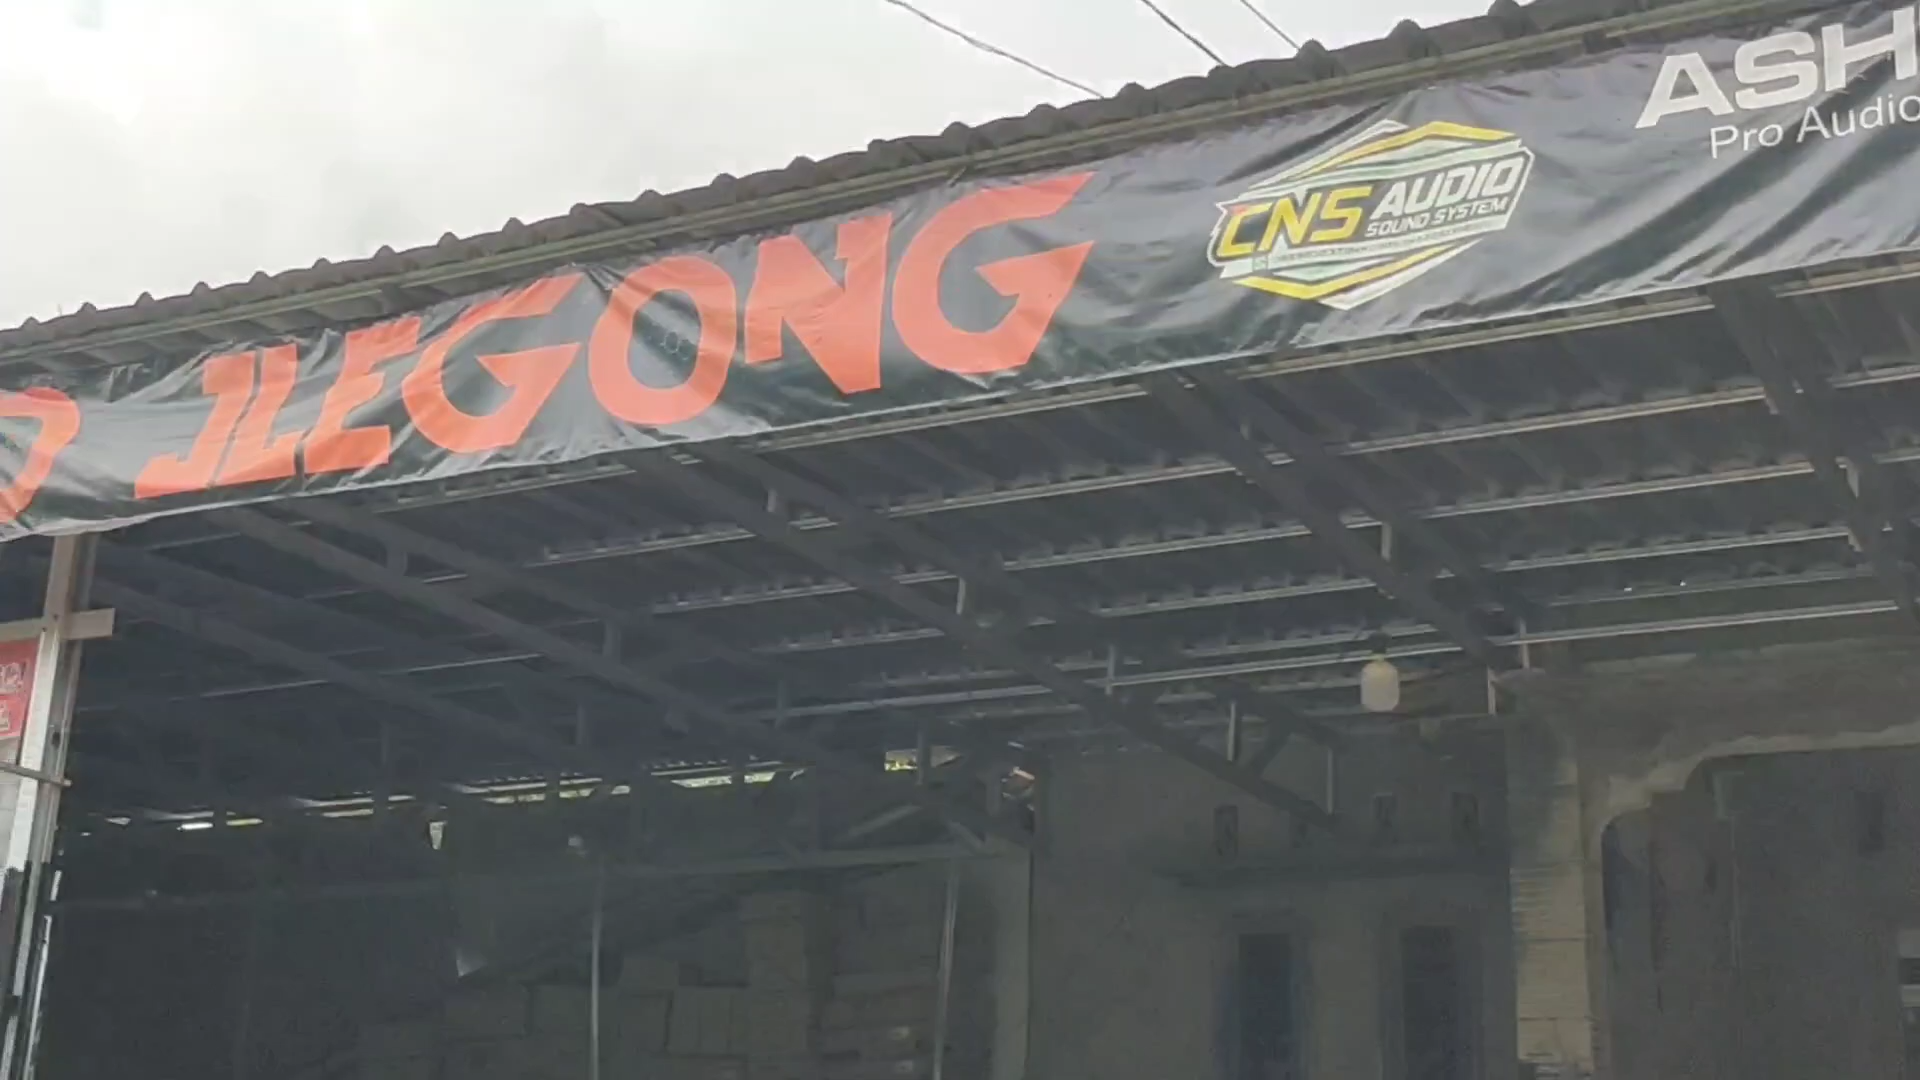 JLEGONG
CNS AUDIO
SOUND SYSTEM
ASH
Pro Audio